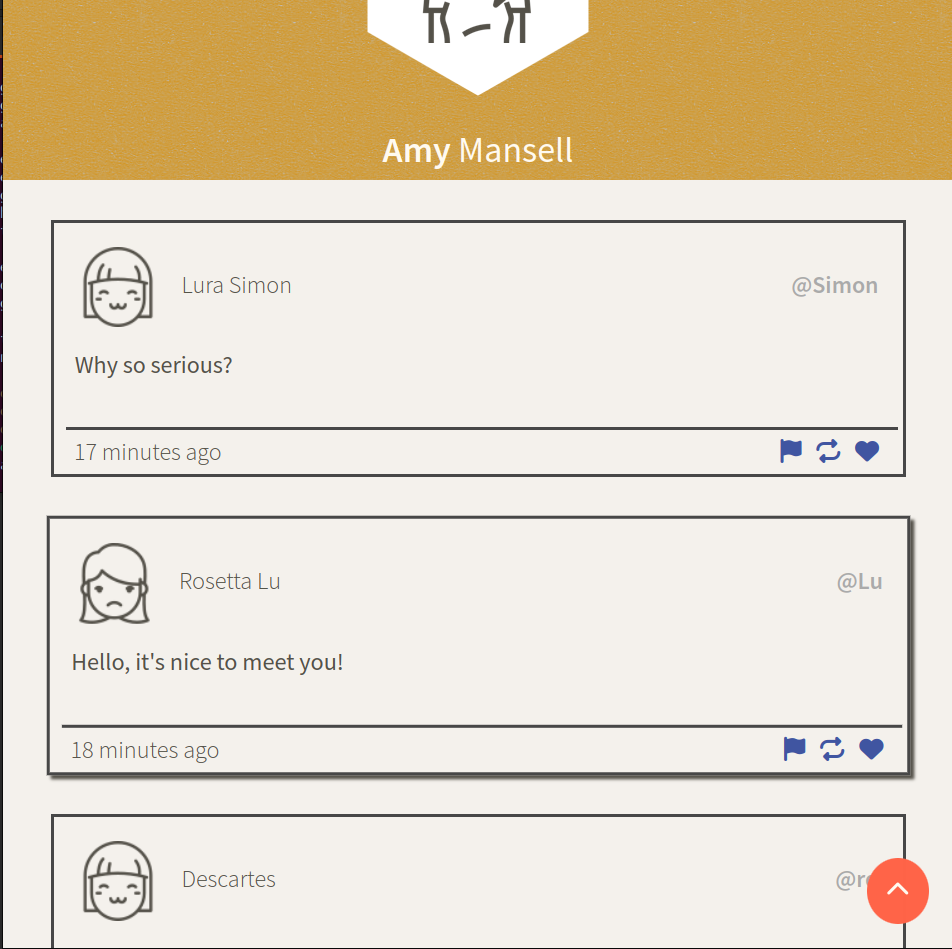 Amy Mansell
Lura Simon @Simon
Why so serious?
17 minutes ago
Rosetta Lu @Lu
Hello, it's nice to meet you!
18 minutes ago
Descartes